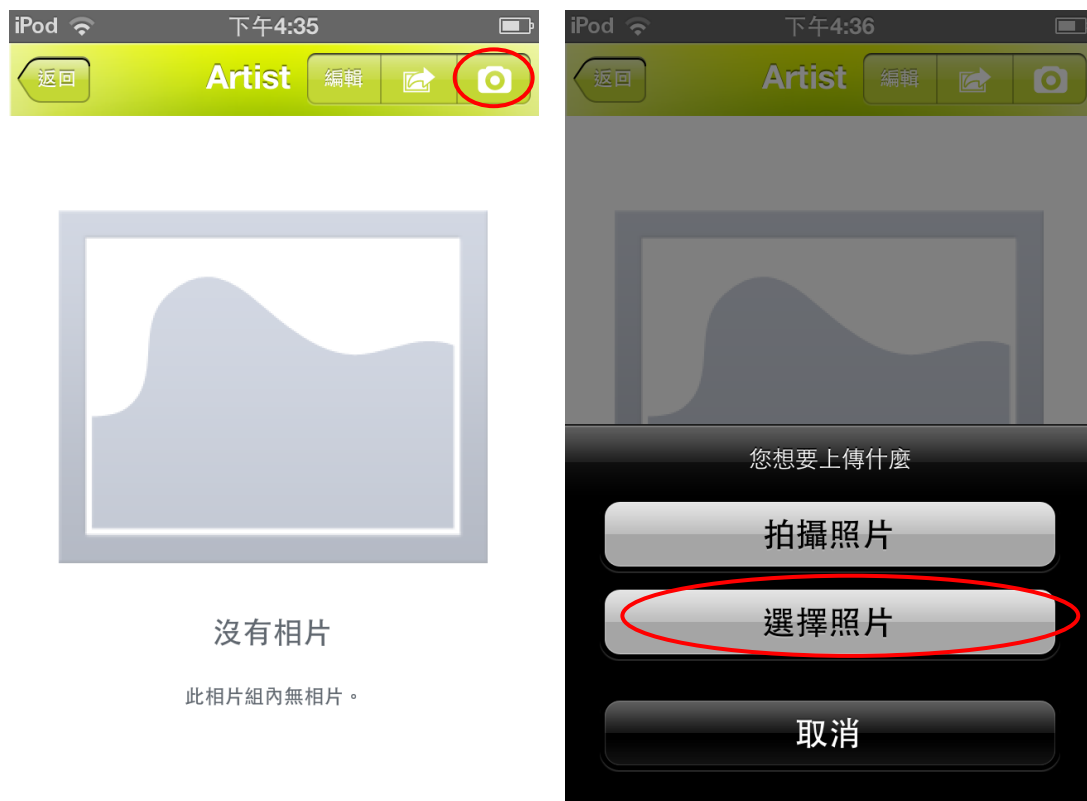 iPod 下午4:35
返回 Artist 編輯
沒有相片
此相片組內無相片。
iPod 下午4:36
返回 Artist 編輯
您想要上傳什麼
拍攝照片
選擇照片
取消